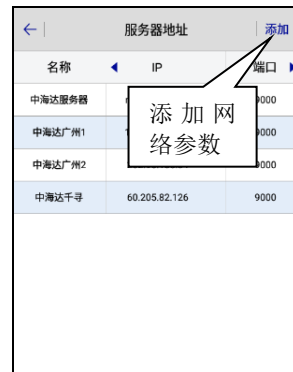 服务器地址 添加
名称 IP 端口
中海达服务器 9000
中海达广州1 9000
中海达广州2 9000
中海达千寻 60.205.82.126 9000
添加网
络参数